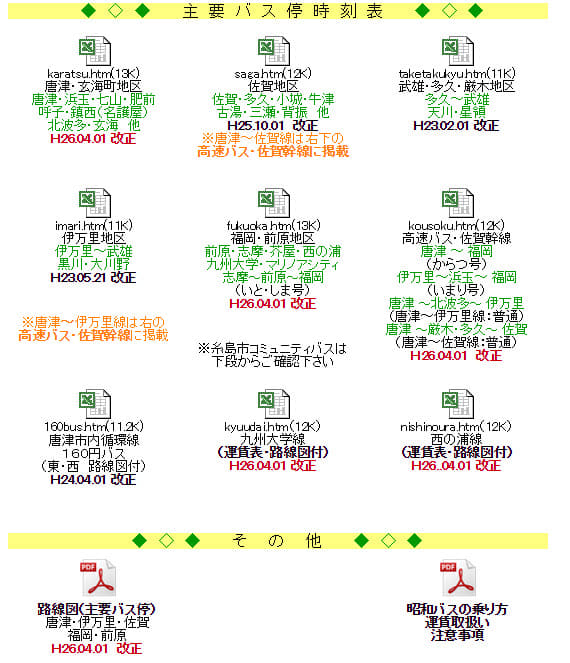 ◆ ◇ ◆ 主 要 バ ス 停 時 刻 表 ◆ ◇ ◆
karatsu.htm(13K)
唐津・玄海町地区
唐津・浜玉・七山・肥前
呼子・鎮西(名護屋)
北波多・玄海 他
H26.04.01 改正
saga.htm(12K)
佐賀地区
佐賀・多久・小城・牛津
古湯・三瀬・背振 他
H25.10.01 改正
※唐津～佐賀線は右下の
高速バス・佐賀幹線に掲載
taketakukyu.htm(11K)
武雄・多久・厳木地区
多久～武雄
天川・星領
H23.02.01 改正
imari.htm(11K)
伊万里地区
伊万里～武雄
黒川・大川野
H23.05.21 改正
※唐津～伊万里線は右の
高速バス・佐賀幹線に掲載
fukuoka.htm(13K)
福岡・前原地区
前原・志摩・芥屋・西の浦
九州大学・マリノアシティ
志摩～前原～福岡
(いと・しま号)
H26.04.01 改正
※糸島市コミュニティバスは
下段からご確認下さい
kousoku.htm(12K)
高速バス・佐賀幹線
唐津 ～ 福岡
(からつ号)
伊万里～浜玉～ 福岡
(いまり号)
唐津 ～北波多～ 伊万里
(唐津～伊万里線:普通)
唐津 ～厳木・多久～ 佐賀
(唐津～佐賀線:普通)
H26.04.01 改正
160bus.htm(11.2K)
唐津市内循環線
160円バス
(東・西 路線図付)
H24.04.01 改正
kyuudai.htm(12K)
九州大学線
(運賃表・路線図付)
H26.04.01 改正
nishinoura.htm(12K)
西の浦線
(運賃表・路線図付)
H26..04.01 改正
◆ ◇ ◆ そ の 他 ◆ ◇ ◆
PDF
路線図(主要バス停)
唐津・伊万里・佐賀
福岡・前原
H26.04.01 改正
PDF
昭和バスの乗り方
運賃取扱い
注意事項